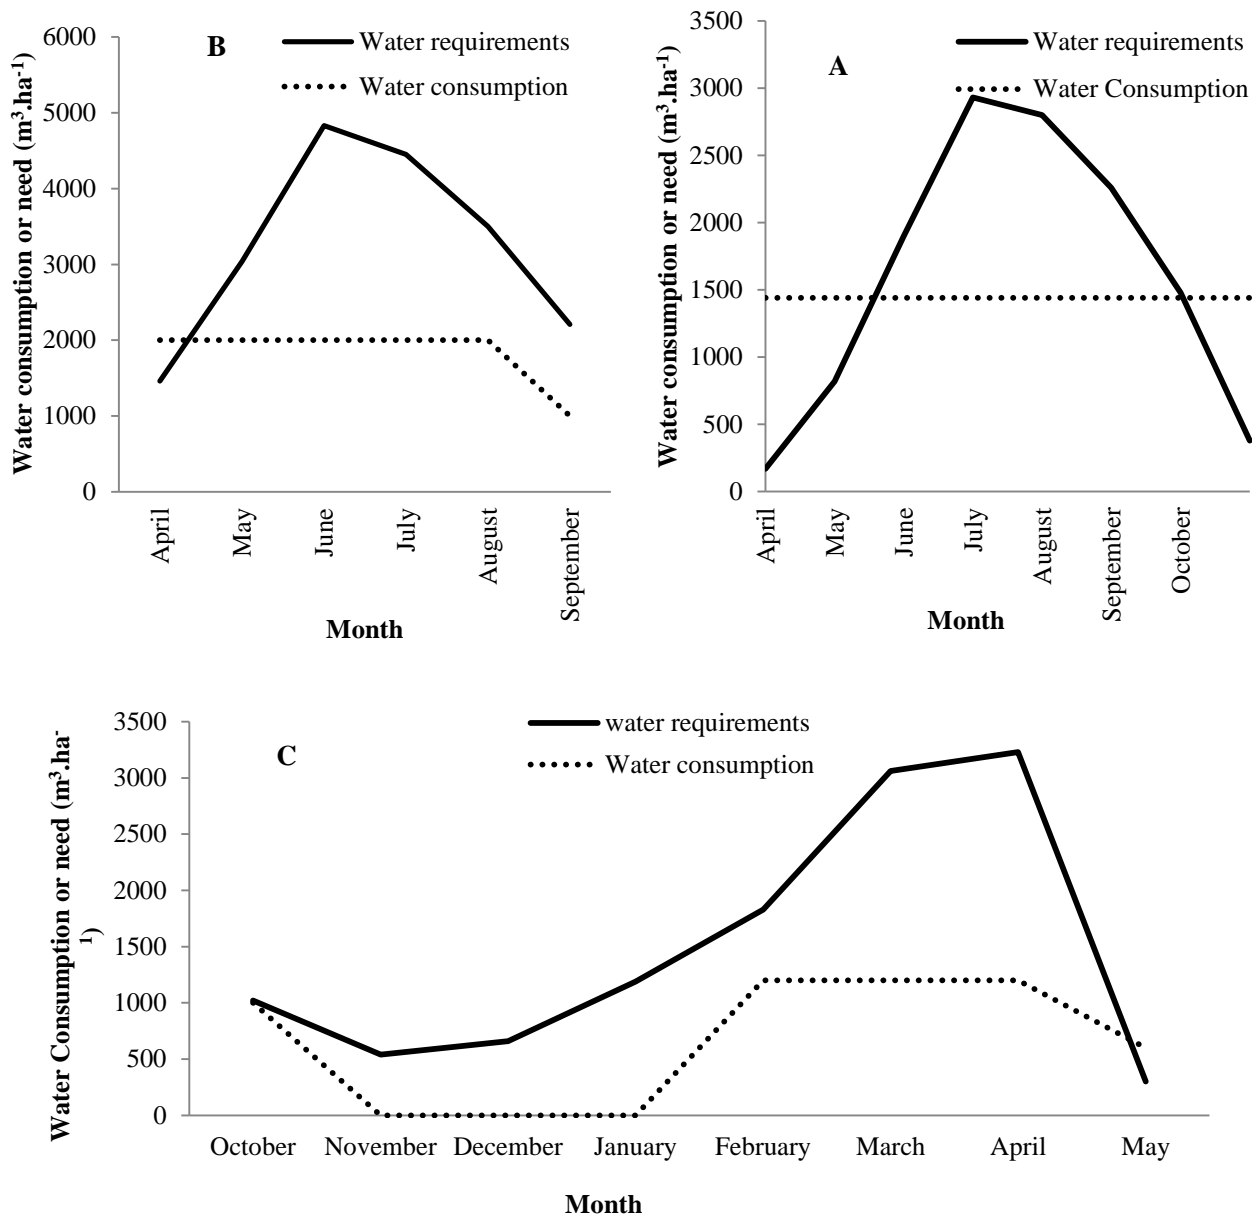 B
Water requirements
Water consumption
Water consumption or need (m³.ha⁻¹)
6000
5000
4000
3000
2000
1000
0
April
May
June
July
August
September
Month
A
Water requirements
Water Consumption
Water consumption or need (m³.ha⁻¹)
3500
3000
2500
2000
1500
1000
500
0
April
May
June
July
August
September
October
Month
C
water requirements
Water consumption
Water Consumption or need (m³.ha⁻
¹)
3500
3000
2500
2000
1500
1000
500
0
October
November
December
January
February
March
April
May
Month